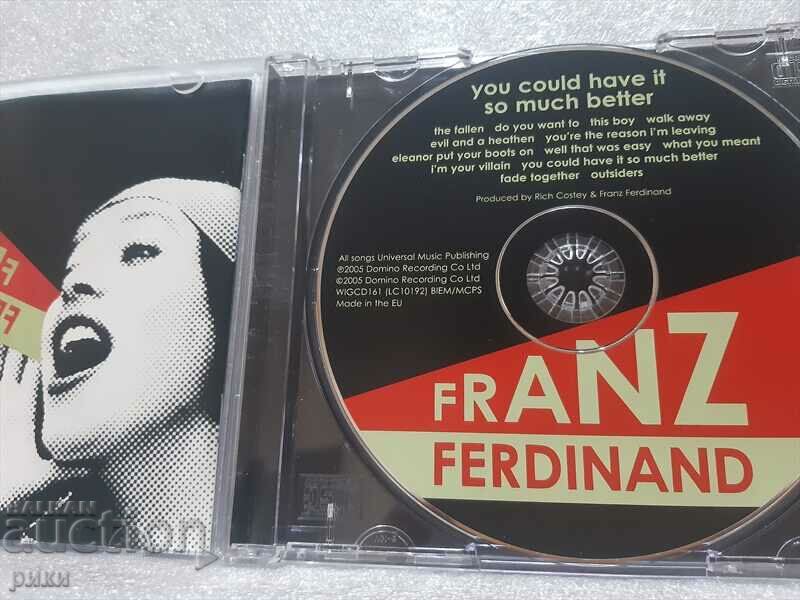 you could have it
so much better
the fallen do you want to this boy walk away
evil and a heathen you're the reason i'm leaving
eleanor put your boots on well that was easy what you meant
i'm your villain you could have it so much better
fade together outsiders
Produced by Rich Costey & Franz Ferdinand
All songs Universal Music Publishing
℗2005 Domino Recording Co Ltd
©2005 Domino Recording Co Ltd
WIGCD161 (LC10192) BIEM/MCPS
Made in the EU
FRANZ
FERDINAND
BALKAN
auction
рики